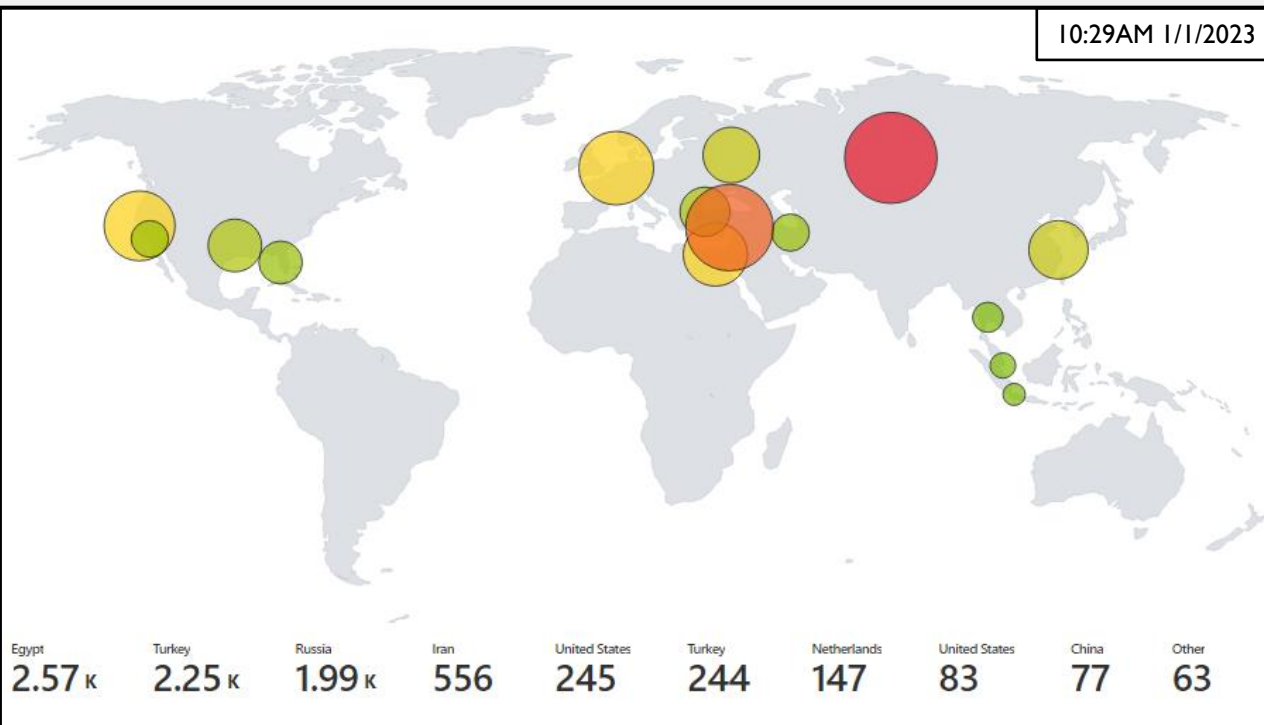 10:29AM 1/1/2023
Egypt Turkey Russia Iran United States Turkey Netherlands United States China Other
2.57 K 2.25 K 1.99 K 556 245 244 147 83 77 63